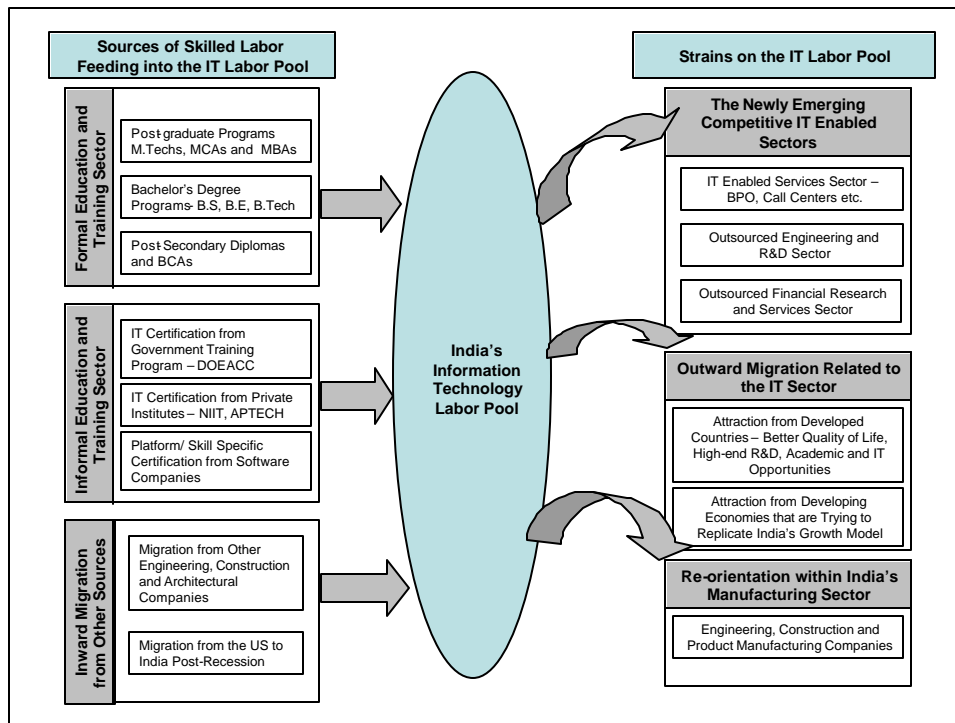 Sources of Skilled Labor
Feeding into the IT Labor Pool
Formal Education and
Training Sector
Post-graduate Programs
M.Techs, MCAs and MBAs
Bachelor's Degree
Programs- B.S, B.E, B.Tech
Post-Secondary Diplomas
and BCAs
Informal Education and
Training Sector
IT Certification from
Government Training
Program – DOEACC
IT Certification from Private
Institutes – NIIT, APTECH
Platform/ Skill Specific
Certification from Software
Companies
Inward Migration
from Other Sources
Migration from Other
Engineering, Construction
and Architectural
Companies
Migration from the US to
India Post-Recession
India's
Information
Technology
Labor Pool
Strains on the IT Labor Pool
The Newly Emerging
Competitive IT Enabled
Sectors
IT Enabled Services Sector –
BPO, Call Centers etc.
Outsourced Engineering and
R&D Sector
Outsourced Financial Research
and Services Sector
Outward Migration Related to
the IT Sector
Attraction from Developed
Countries – Better Quality of Life,
High-end R&D, Academic and IT
Opportunities
Attraction from Developing
Economies that are Trying to
Replicate India's Growth Model
Re-orientation within India's
Manufacturing Sector
Engineering, Construction and
Product Manufacturing Companies